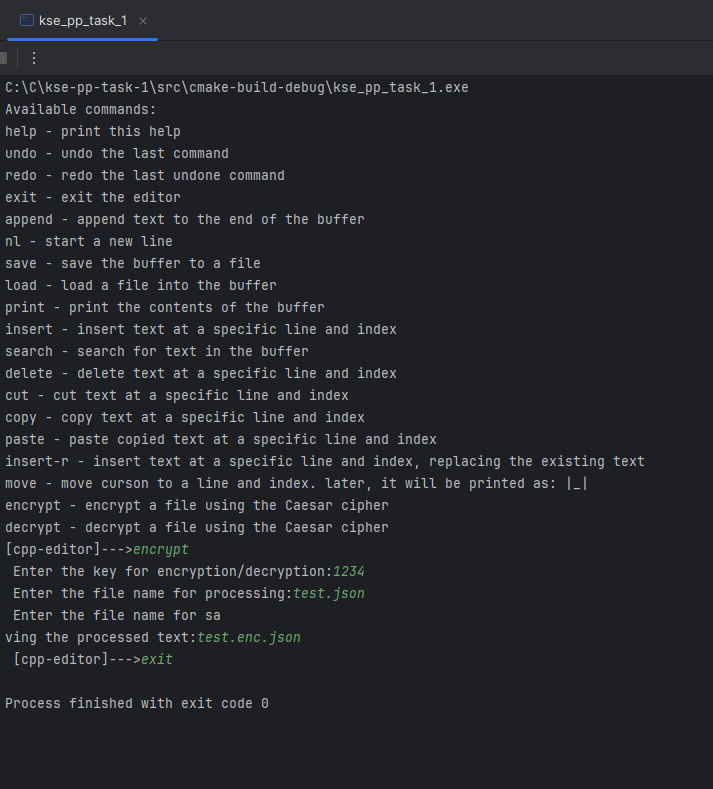 kse_pp_task_1
C:\C\kse-pp-task-1\src\cmake-build-debug\kse_pp_task_1.exe
Available commands:
help - print this help
undo - undo the last command
redo - redo the last undone command
exit - exit the editor
append - append text to the end of the buffer
nl - start a new line
save - save the buffer to a file
load - load a file into the buffer
print - print the contents of the buffer
insert - insert text at a specific line and index
search - search for text in the buffer
delete - delete text at a specific line and index
cut - cut text at a specific line and index
copy - copy text at a specific line and index
paste - paste copied text at a specific line and index
insert-r - insert text at a specific line and index, replacing the existing text
move - move curson to a line and index. later, it will be printed as: |_|
encrypt - encrypt a file using the Caesar cipher
decrypt - decrypt a file using the Caesar cipher
[cpp-editor]--->encrypt
 Enter the key for encryption/decryption:1234
 Enter the file name for processing:test.json
 Enter the file name for sa
ving the processed text:test.enc.json
 [cpp-editor]--->exit
Process finished with exit code 0